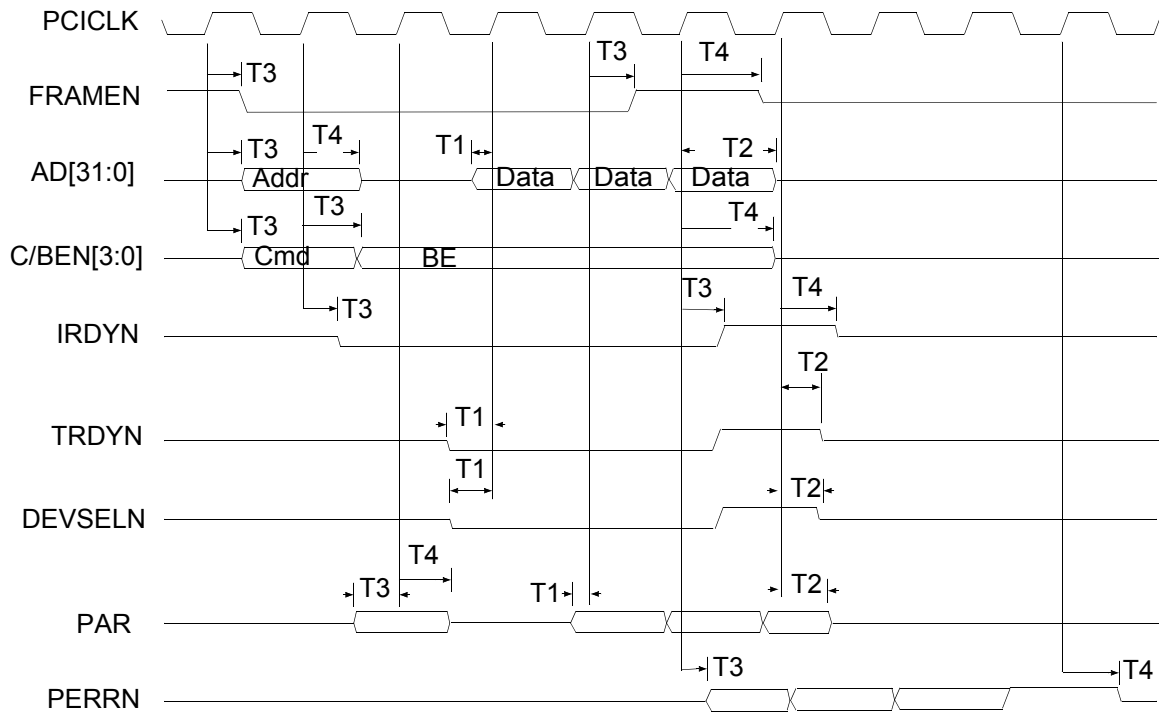 PCICLK
T3 T4
T3
FRAMEN
T3 T4 T1 T2
AD[31:0] Addr Data Data Data
T3 T3 T4
C/BEN[3:0] Cmd BE
T3 T3 T4
IRDYN
T2
T1
TRDYN
T1
T2
DEVSELN
T4
T3 T1 T2
PAR
T3 T4
PERRN